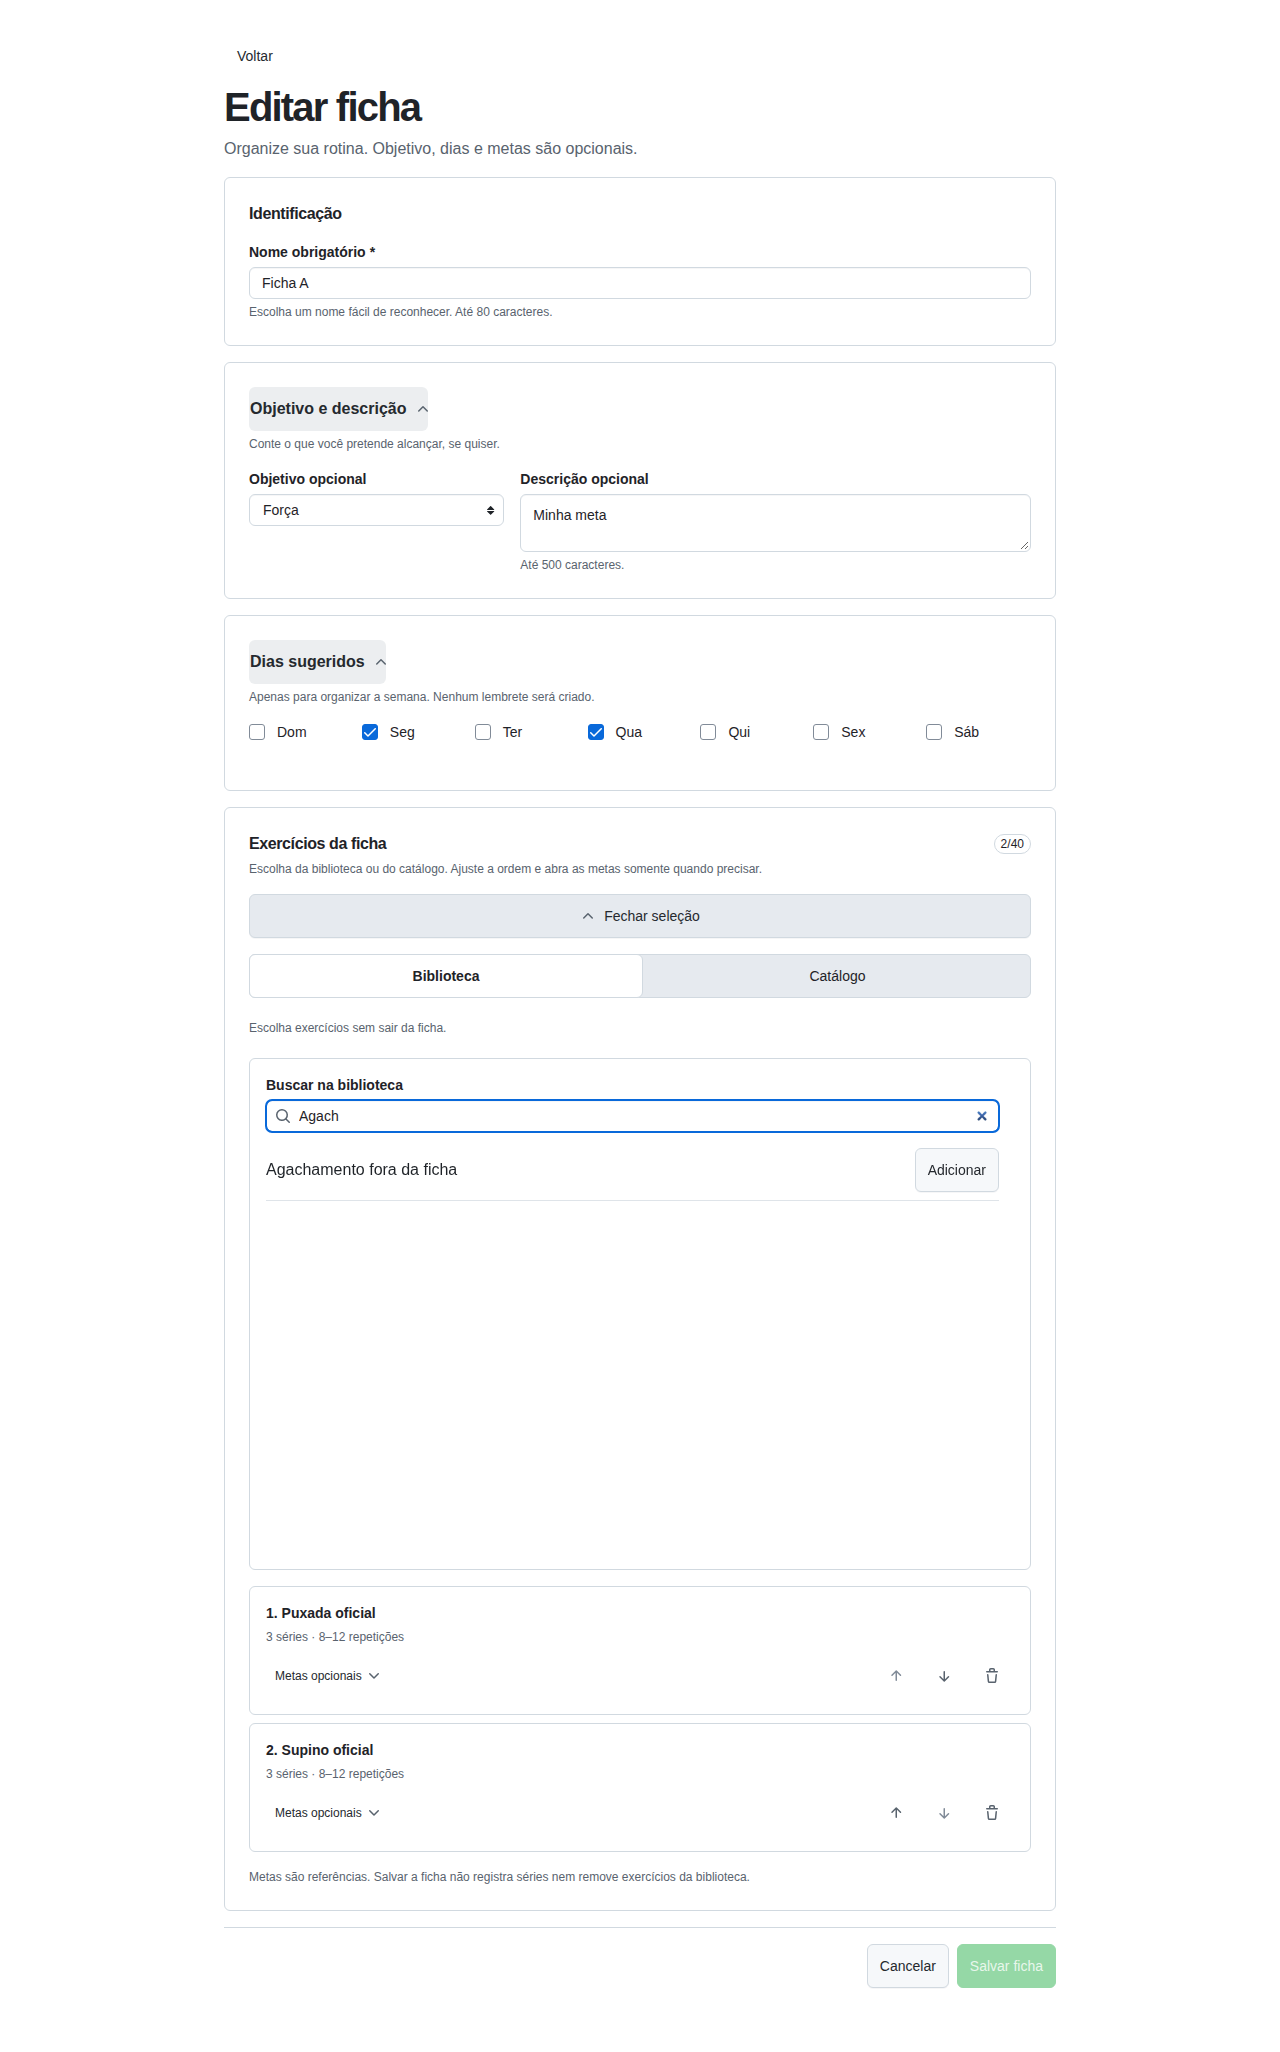 Voltar
Editar ficha
Organize sua rotina. Objetivo, dias e metas são opcionais.
Identificação
Nome obrigatório *
Ficha A
Escolha um nome fácil de reconhecer. Até 80 caracteres.
Objetivo e descrição
Conte o que você pretende alcançar, se quiser.
Objetivo opcional
Descrição opcional
Força
Minha meta
Até 500 caracteres.
Dias sugeridos
Apenas para organizar a semana. Nenhum lembrete será criado.
Dom Seg Ter Qua Qui Sex Sáb
Exercícios da ficha 2/40
Escolha da biblioteca ou do catálogo. Ajuste a ordem e abra as metas somente quando precisar.
Fechar seleção
Biblioteca Catálogo
Escolha exercícios sem sair da ficha.
Buscar na biblioteca
Agach
Agachamento fora da ficha Adicionar
1. Puxada oficial
3 séries · 8–12 repetições
Metas opcionais
2. Supino oficial
3 séries · 8–12 repetições
Metas opcionais
Metas são referências. Salvar a ficha não registra séries nem remove exercícios da biblioteca.
Cancelar Salvar ficha